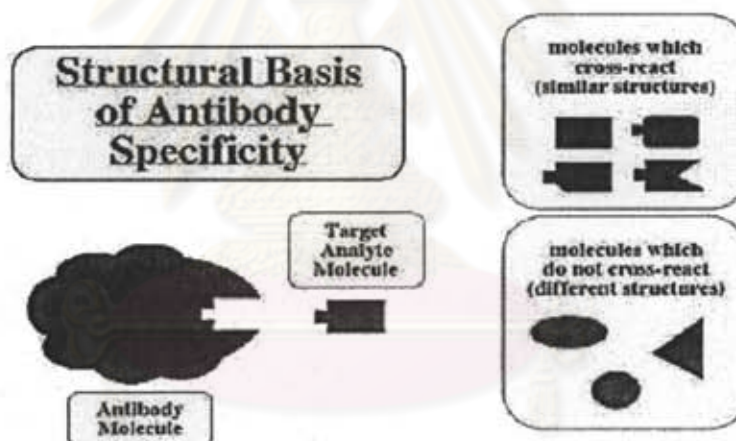 Structural Basis
of Antibody
Specificity
molecules which
cross-react
(similar structures)
Target
Analyte
Molecule
molecules which
do not cross-react
(different structures)
Antibody
Molecule